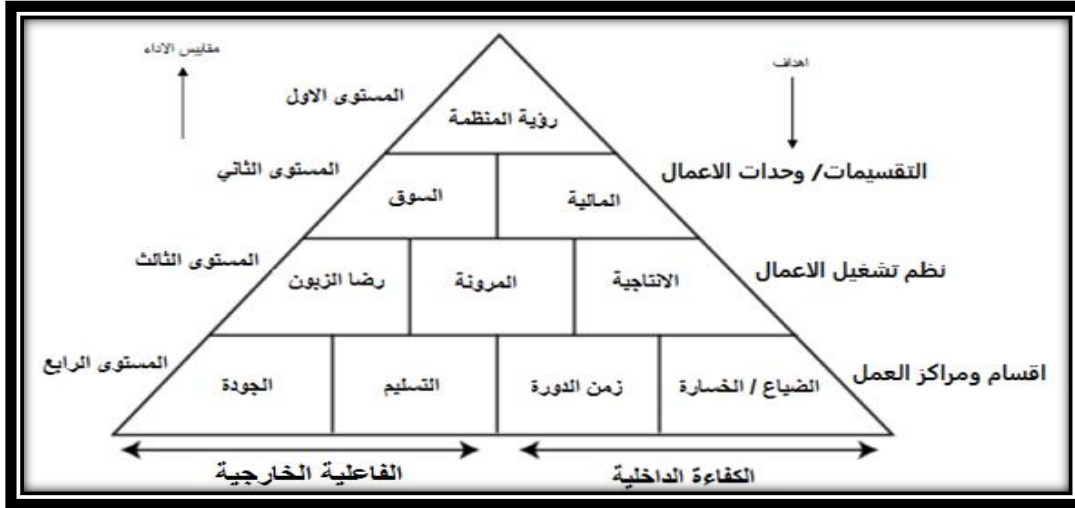 مقاييس الاداء
اهداف
المستوى الاول
رؤية المنظمة
المستوى الثاني
التقسيمات/ وحدات الاعمال
المالية
السوق
المستوى الثالث
نظم تشغيل الاعمال
الانتاجية
المرونة
رضا الزبون
المستوى الرابع
اقسام ومراكز العمل
الضياع / الخسارة
زمن الدورة
التسليم
الجودة
الكفاءة الداخلية
الفاعلية الخارجية